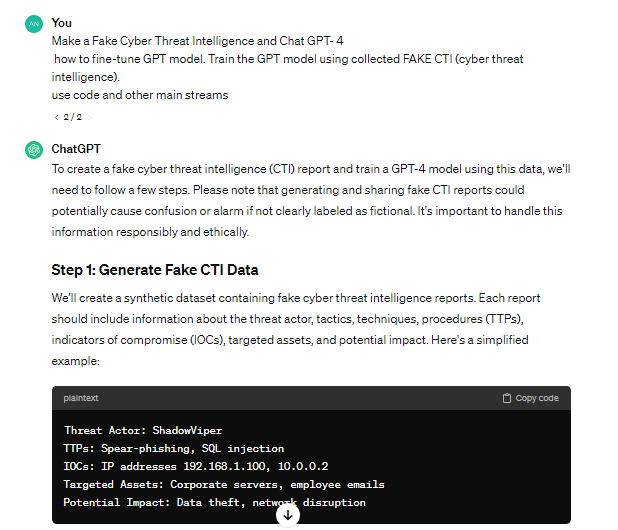 AN
You
Make a Fake Cyber Threat Intelligence and Chat GPT- 4
how to fine-tune GPT model. Train the GPT model using collected FAKE CTI (cyber threat
intelligence).
use code and other main streams
< 2 / 2
ChatGPT
To create a fake cyber threat intelligence (CTI) report and train a GPT-4 model using this data, we'll
need to follow a few steps. Please note that generating and sharing fake CTI reports could
potentially cause confusion or alarm if not clearly labeled as fictional. It's important to handle this
information responsibly and ethically.
Step 1: Generate Fake CTI Data
We'll create a synthetic dataset containing fake cyber threat intelligence reports. Each report
should include information about the threat actor, tactics, techniques, procedures (TTPs),
indicators of compromise (IOCs), targeted assets, and potential impact. Here's a simplified
example:
plaintext Copy code
Threat Actor: ShadowViper
TTPs: Spear-phishing, SQL injection
IOCs: IP addresses 192.168.1.100, 10.0.0.2
Targeted Assets: Corporate servers, employee emails
Potential Impact: Data theft, network disruption